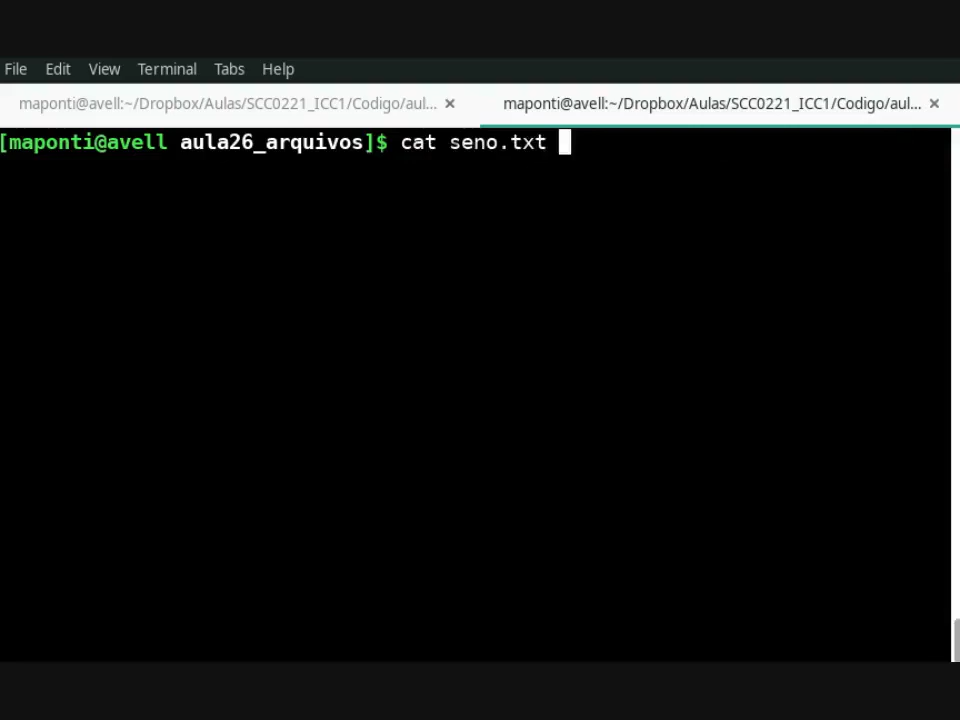 File Edit View Terminal Tabs Help
maponti@avell:~/Dropbox/Aulas/SCC0221_ICC1/Codigo/aul... × maponti@avell:~/Dropbox/Aulas/SCC0221_ICC1/Codigo/aul... ×
[maponti@avell aula26_arquivos]$ cat seno.txt